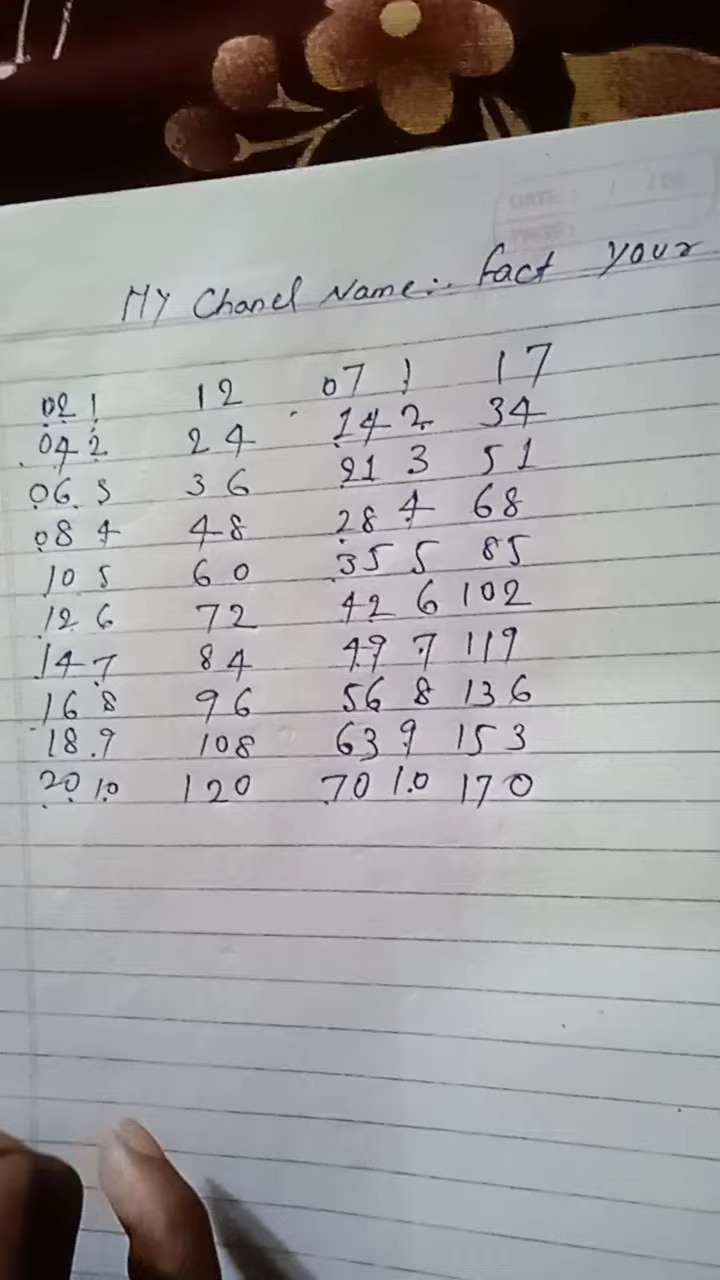 DATE: / /20
PAGE:
My Chanel Name:. fact your
02 1 12 07 1 17
04 2 24 14 2 34
06 3 36 21 3 51
08 4 48 28 4 68
10 5 60 35 5 85
12 6 72 42 6 102
14 7 84 49 7 119
16 8 96 56 8 136
18 9 108 63 9 153
20 10 120 70 10 170